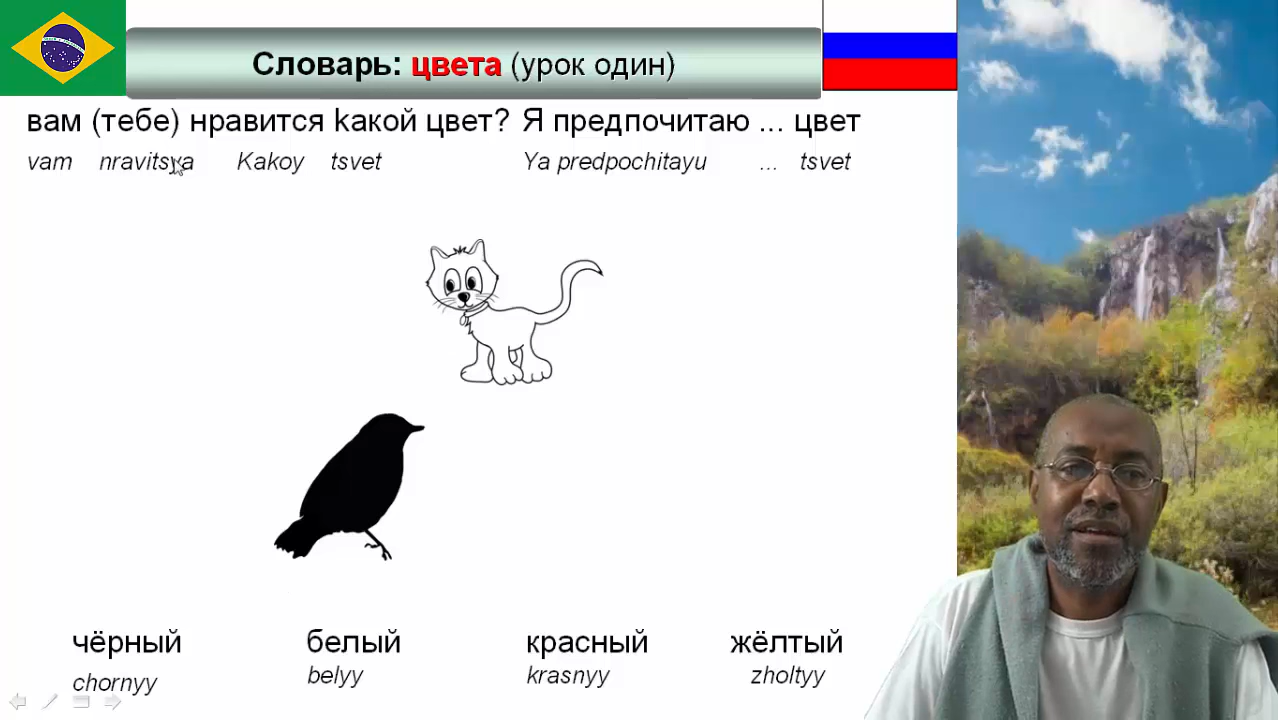 Словарь: цвета (урок один)
вам (тебе) нравится kакой цвет? Я предпочитаю ... цвет
vam nravitsya Kakoy tsvet Ya predpochitayu ... tsvet
чёрный белый красный жёлтый
chornyy belyy krasnyy zholtyy